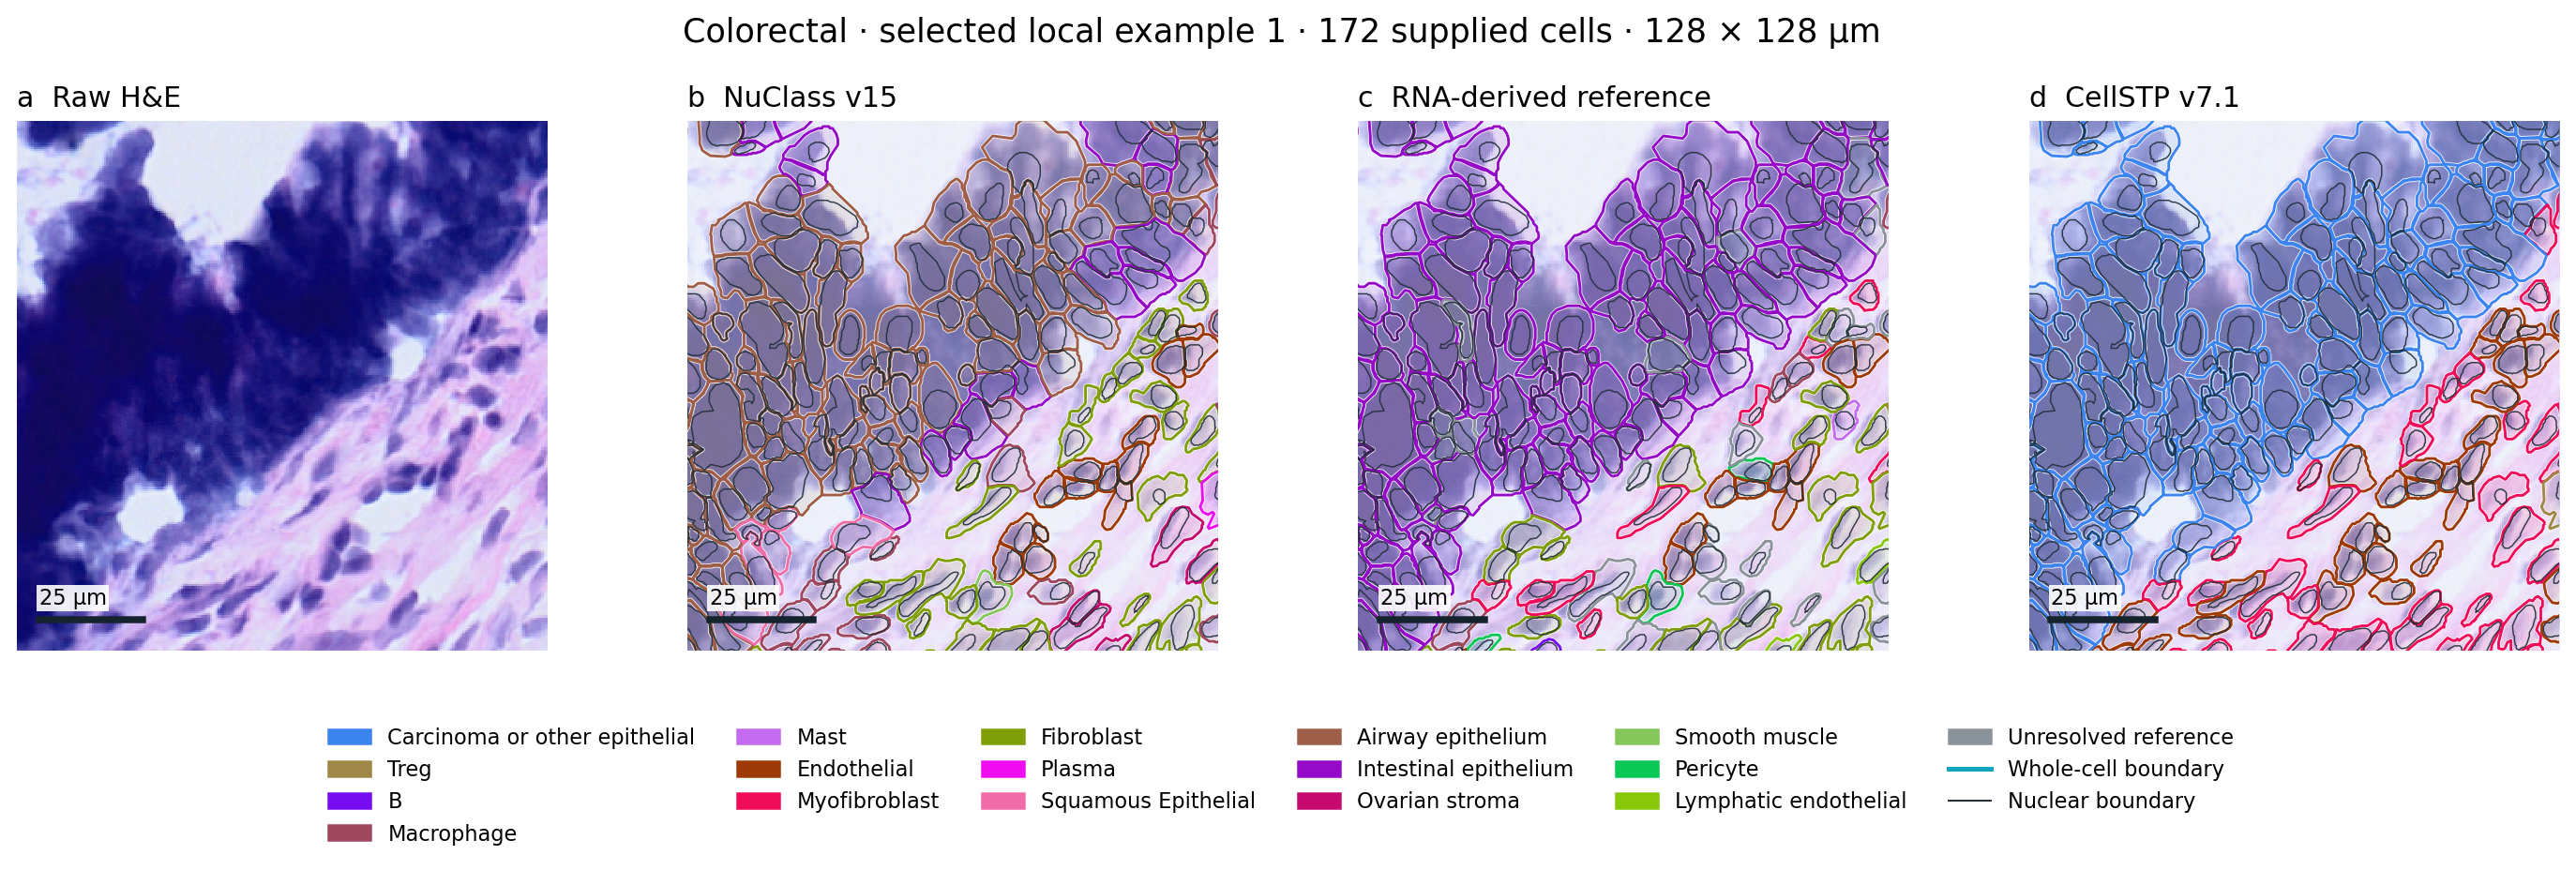 Colorectal · selected local example 1 · 172 supplied cells · 128 × 128 µm
a Raw H&E
b NuClass v15
c RNA-derived reference
d CellSTP v7.1
25 µm
25 µm
25 µm
25 µm
Carcinoma or other epithelial
Treg
B
Macrophage
Mast
Endothelial
Myofibroblast
Fibroblast
Plasma
Squamous Epithelial
Airway epithelium
Intestinal epithelium
Ovarian stroma
Smooth muscle
Pericyte
Lymphatic endothelial
Unresolved reference
Whole-cell boundary
Nuclear boundary